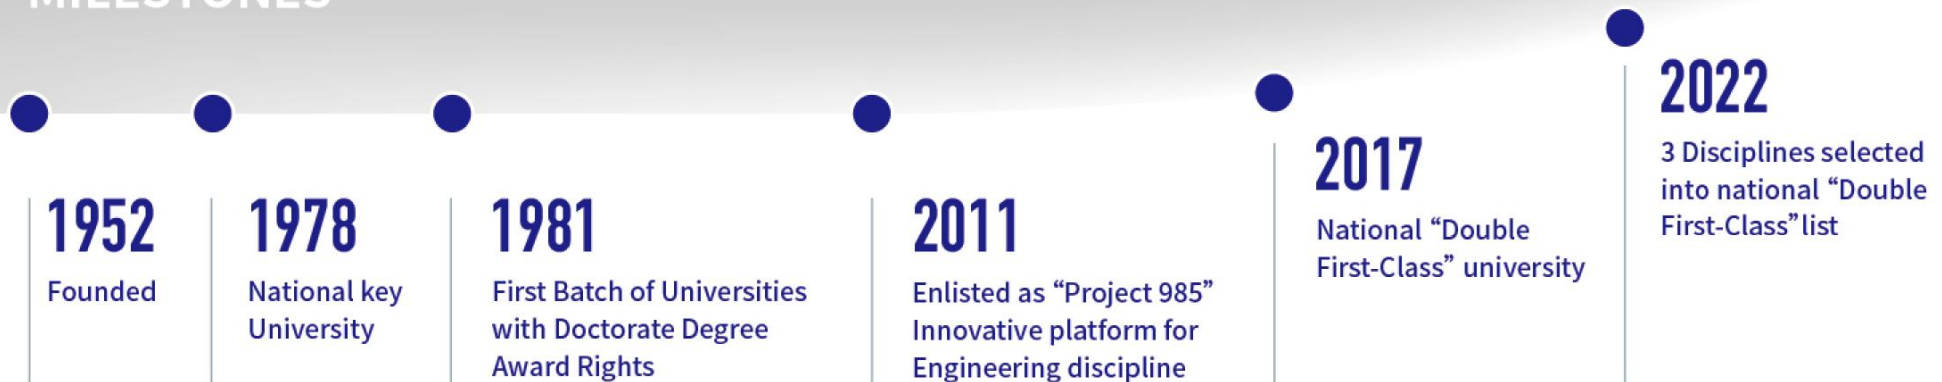 MILESTONES
1952
Founded
1978
National key
University
1981
First Batch of Universities
with Doctorate Degree
Award Rights
2011
Enlisted as “Project 985”
Innovative platform for
Engineering discipline
2017
National “Double
First-Class” university
2022
3 Disciplines selected
into national “Double
First-Class”list